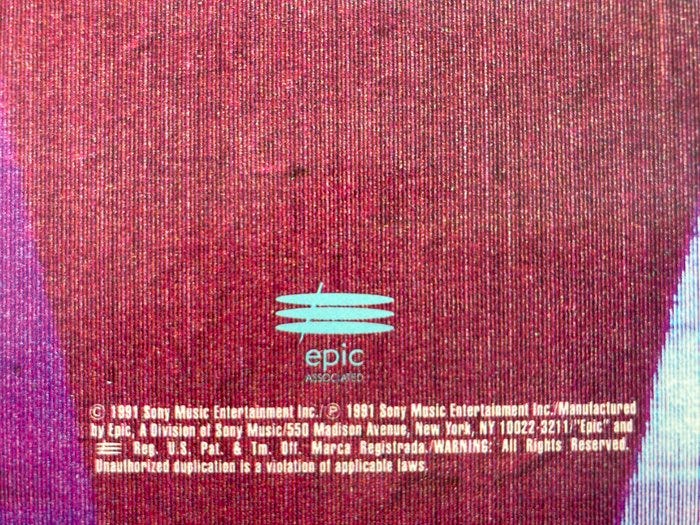 epic
ASSOCIATED
© 1991 Sony Music Entertainment Inc./℗ 1991 Sony Music Entertainment Inc./Manufactured
by Epic, A Division of Sony Music/550 Madison Avenue, New York, NY 10022-3211/"Epic" and
Reg. U.S. Pat. & Tm. Off. Marca Registrada./WARNING: All Rights Reserved.
Unauthorized duplication is a violation of applicable laws.